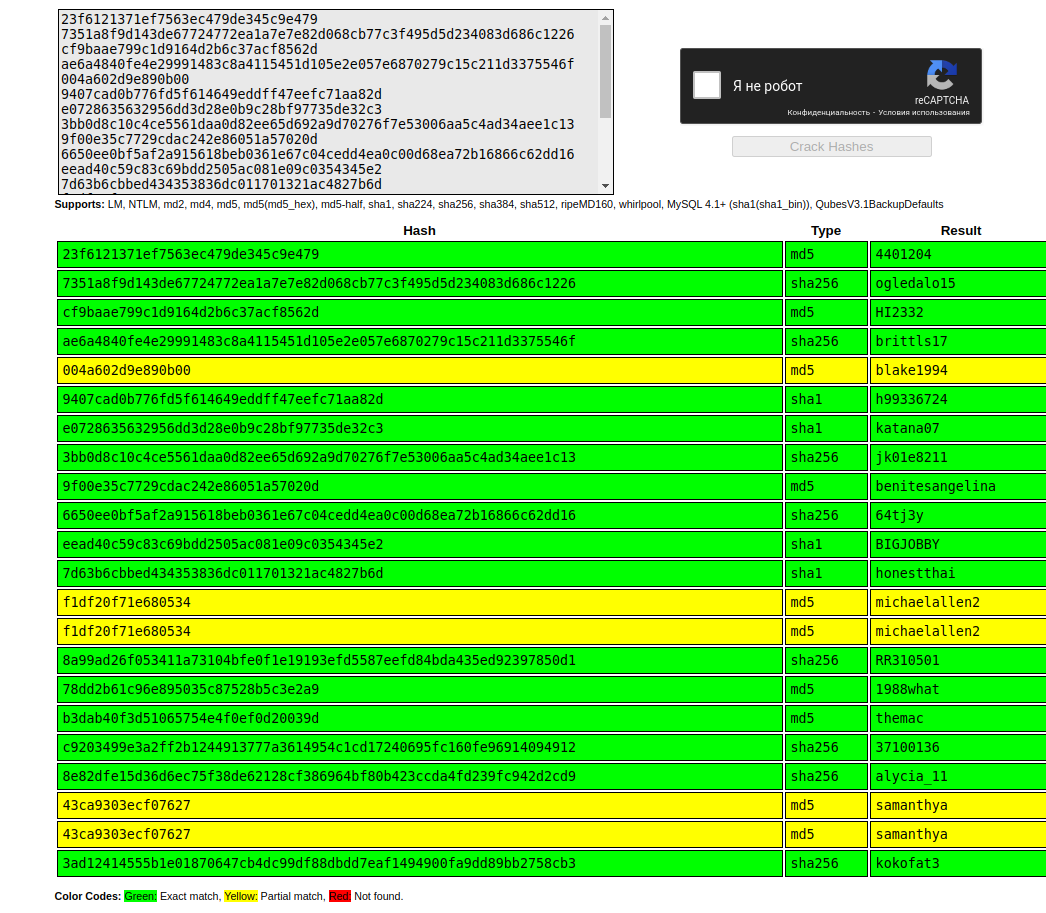 23f6121371ef7563ec479de345c9e479
7351a8f9d143de67724772ea1a7e7e82d068cb77c3f495d5d234083d686c1226
cf9baae799c1d9164d2b6c37acf8562d
ae6a4840fe4e29991483c8a4115451d105e2e057e6870279c15c211d3375546f
004a602d9e890b00
9407cad0b776fd5f614649eddff47eefc71aa82d
e0728635632956dd3d28e0b9c28bf97735de32c3
3bb0d8c10c4ce5561daa0d82ee65d692a9d70276f7e53006aa5c4ad34aee1c13
9f00e35c7729cdac242e86051a57020d
6650ee0bf5af2a915618beb0361e67c04cedd4ea0c00d68ea72b16866c62dd16
eead40c59c83c69bdd2505ac081e09c0354345e2
7d63b6cbbed434353836dc011701321ac4827b6d
Я не робот
reCAPTCHA
Конфиденциальность - Условия использования
Crack Hashes
Supports: LM, NTLM, md2, md4, md5, md5(md5_hex), md5-half, sha1, sha224, sha256, sha384, sha512, ripeMD160, whirlpool, MySQL 4.1+ (sha1(sha1_bin)), QubesV3.1BackupDefaults
Hash Type Result
23f6121371ef7563ec479de345c9e479 md5 4401204
7351a8f9d143de67724772ea1a7e7e82d068cb77c3f495d5d234083d686c1226 sha256 ogledalo15
cf9baae799c1d9164d2b6c37acf8562d md5 HI2332
ae6a4840fe4e29991483c8a4115451d105e2e057e6870279c15c211d3375546f sha256 brittls17
004a602d9e890b00 md5 blake1994
9407cad0b776fd5f614649eddff47eefc71aa82d sha1 h99336724
e0728635632956dd3d28e0b9c28bf97735de32c3 sha1 katana07
3bb0d8c10c4ce5561daa0d82ee65d692a9d70276f7e53006aa5c4ad34aee1c13 sha256 jk01e8211
9f00e35c7729cdac242e86051a57020d md5 benitesangelina
6650ee0bf5af2a915618beb0361e67c04cedd4ea0c00d68ea72b16866c62dd16 sha256 64tj3y
eead40c59c83c69bdd2505ac081e09c0354345e2 sha1 BIGJOBBY
7d63b6cbbed434353836dc011701321ac4827b6d sha1 honestthai
f1df20f71e680534 md5 michaelallen2
f1df20f71e680534 md5 michaelallen2
8a99ad26f053411a73104bfe0f1e19193efd5587eefd84bda435ed92397850d1 sha256 RR310501
78dd2b61c96e895035c87528b5c3e2a9 md5 1988what
b3dab40f3d51065754e4f0ef0d20039d md5 themac
c9203499e3a2ff2b1244913777a3614954c1cd17240695fc160fe96914094912 sha256 37100136
8e82dfe15d36d6ec75f38de62128cf386964bf80b423ccda4fd239fc942d2cd9 sha256 alycia_11
43ca9303ecf07627 md5 samanthya
43ca9303ecf07627 md5 samanthya
3ad12414555b1e01870647cb4dc99df88dbdd7eaf1494900fa9dd89bb2758cb3 sha256 kokofat3
Color Codes: Green: Exact match, Yellow: Partial match, Red: Not found.